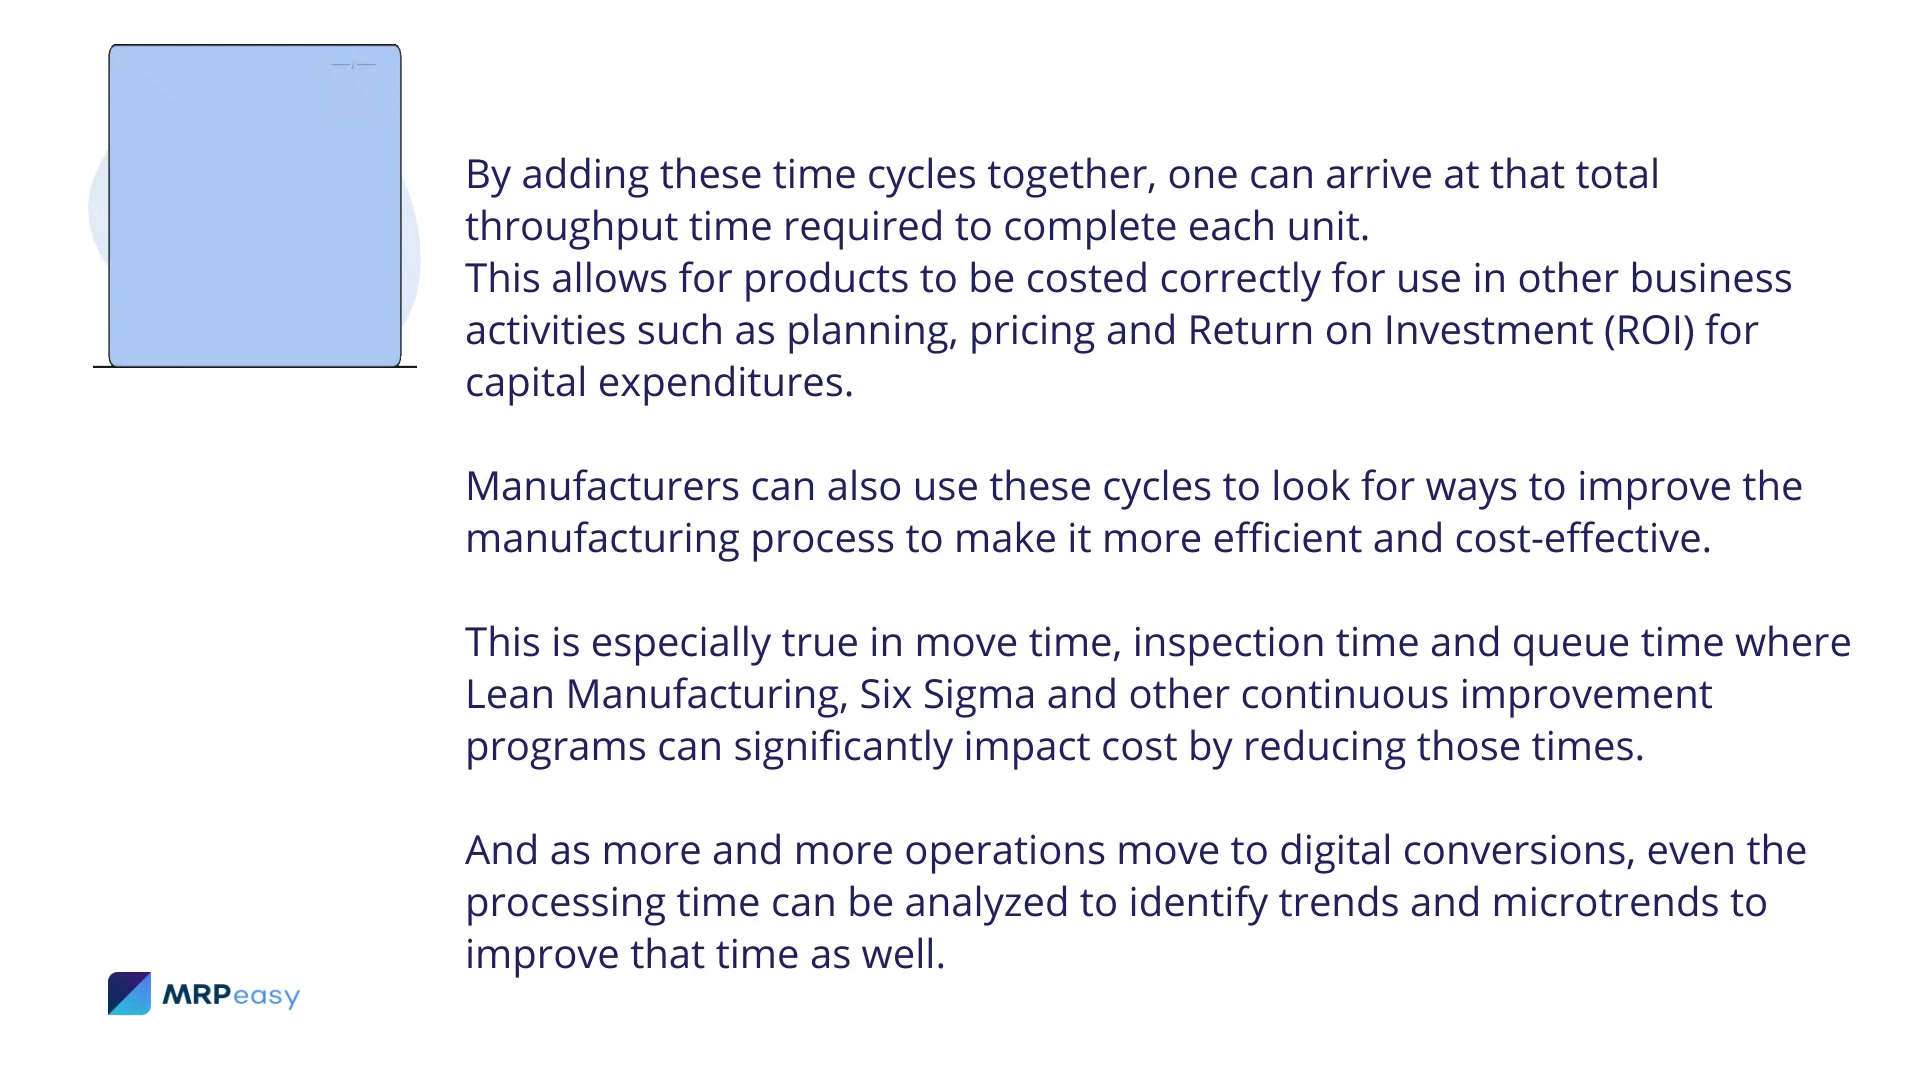 By adding these time cycles together, one can arrive at that total
throughput time required to complete each unit.
This allows for products to be costed correctly for use in other business
activities such as planning, pricing and Return on Investment (ROI) for
capital expenditures.
Manufacturers can also use these cycles to look for ways to improve the
manufacturing process to make it more efficient and cost-effective.
This is especially true in move time, inspection time and queue time where
Lean Manufacturing, Six Sigma and other continuous improvement
programs can significantly impact cost by reducing those times.
And as more and more operations move to digital conversions, even the
processing time can be analyzed to identify trends and microtrends to
improve that time as well.
MRPeasy